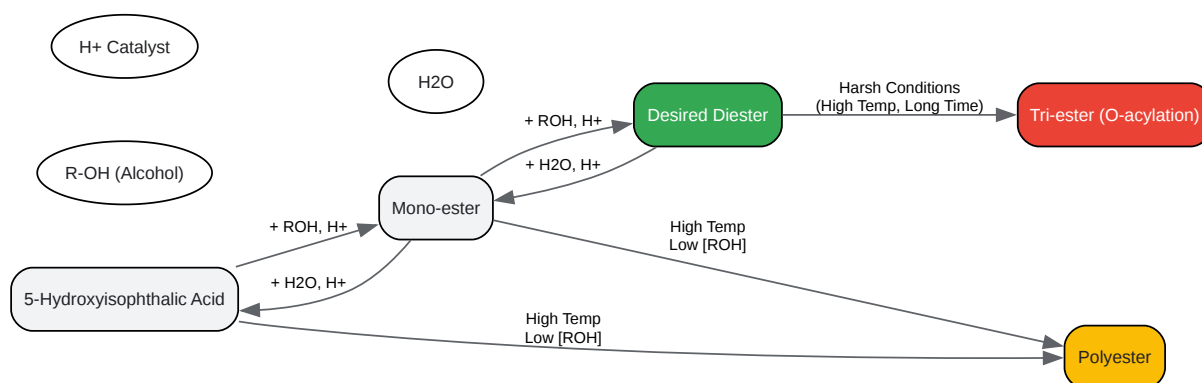 H+ Catalyst
H2O
R-OH (Alcohol)
5-Hydroxyisophthalic Acid
+ ROH, H+
+ H2O, H+
Mono-ester
+ ROH, H+
+ H2O, H+
Desired Diester
Harsh Conditions
(High Temp, Long Time)
Tri-ester (O-acylation)
High Temp
Low [ROH]
High Temp
Low [ROH]
Polyester